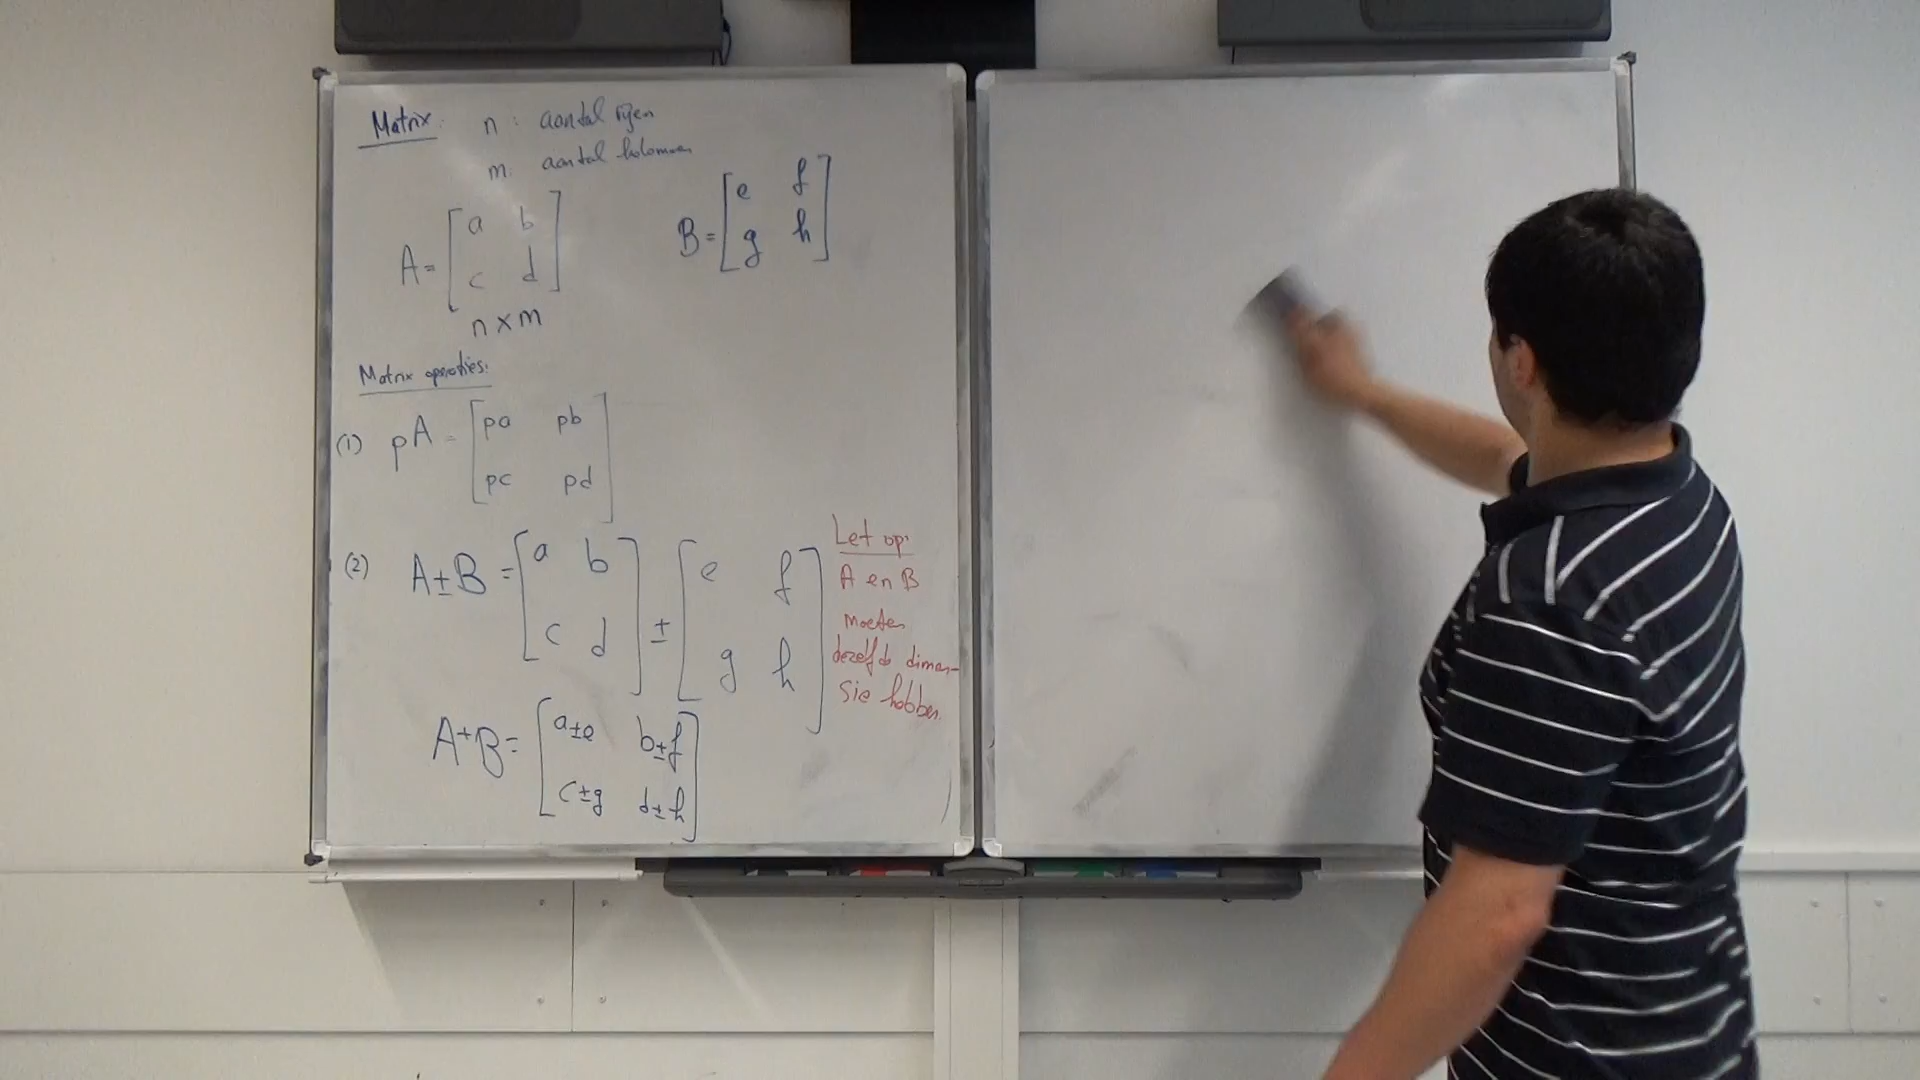 Matrix: n: aantal rijen
m: aantal kolommen
A = [a b
c d]
n x m
B = [e f
g h]
Matrix operaties:
(1) pA = [pa pb
pc pd]
(2) A±B = [a b
c d] ± [e f
g h]
A+B = [a±e b±f
c±g d±h]
Let op:
A en B
moeten
dezelfde dimen-
sie hebben.